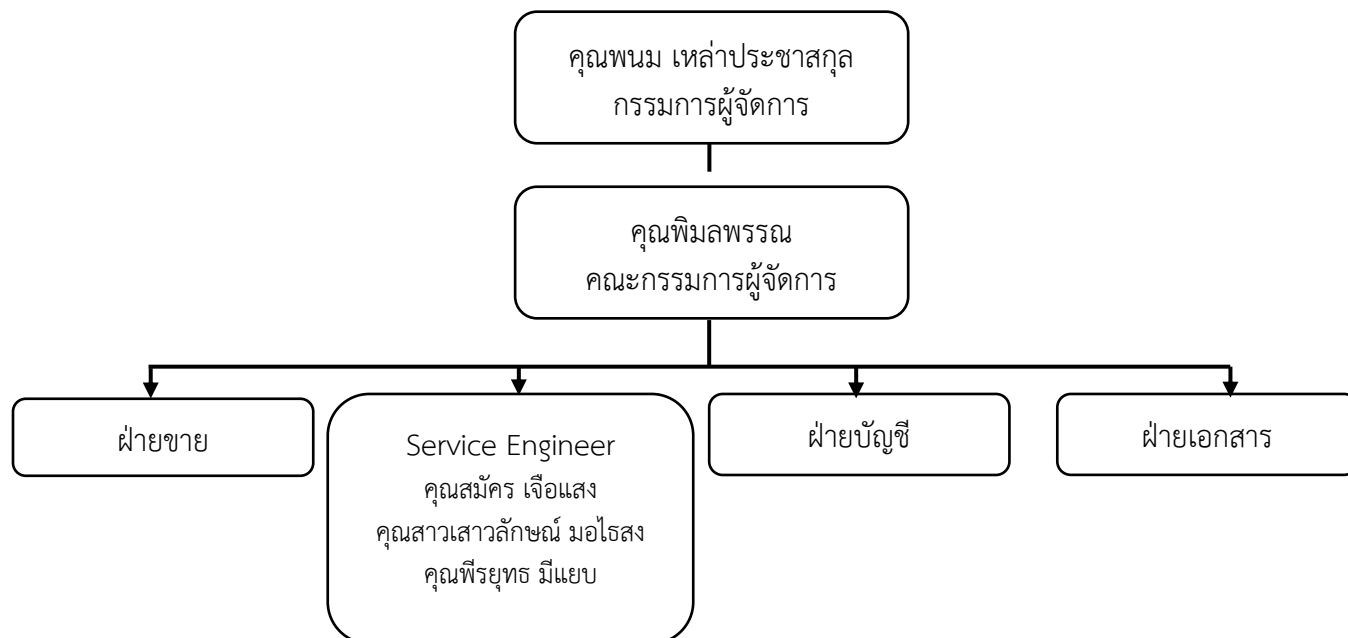 คุณพนม เหล่าประชาสกุล
กรรมการผู้จัดการ
คุณพิมลพรรณ
คณะกรรมการผู้จัดการ
ฝ่ายขาย
Service Engineer
คุณสมัคร เจือแสง
คุณสาวเสาวลักษณ์ มอไธสง
คุณพีรยุทธ มีแยบ
ฝ่ายบัญชี
ฝ่ายเอกสาร